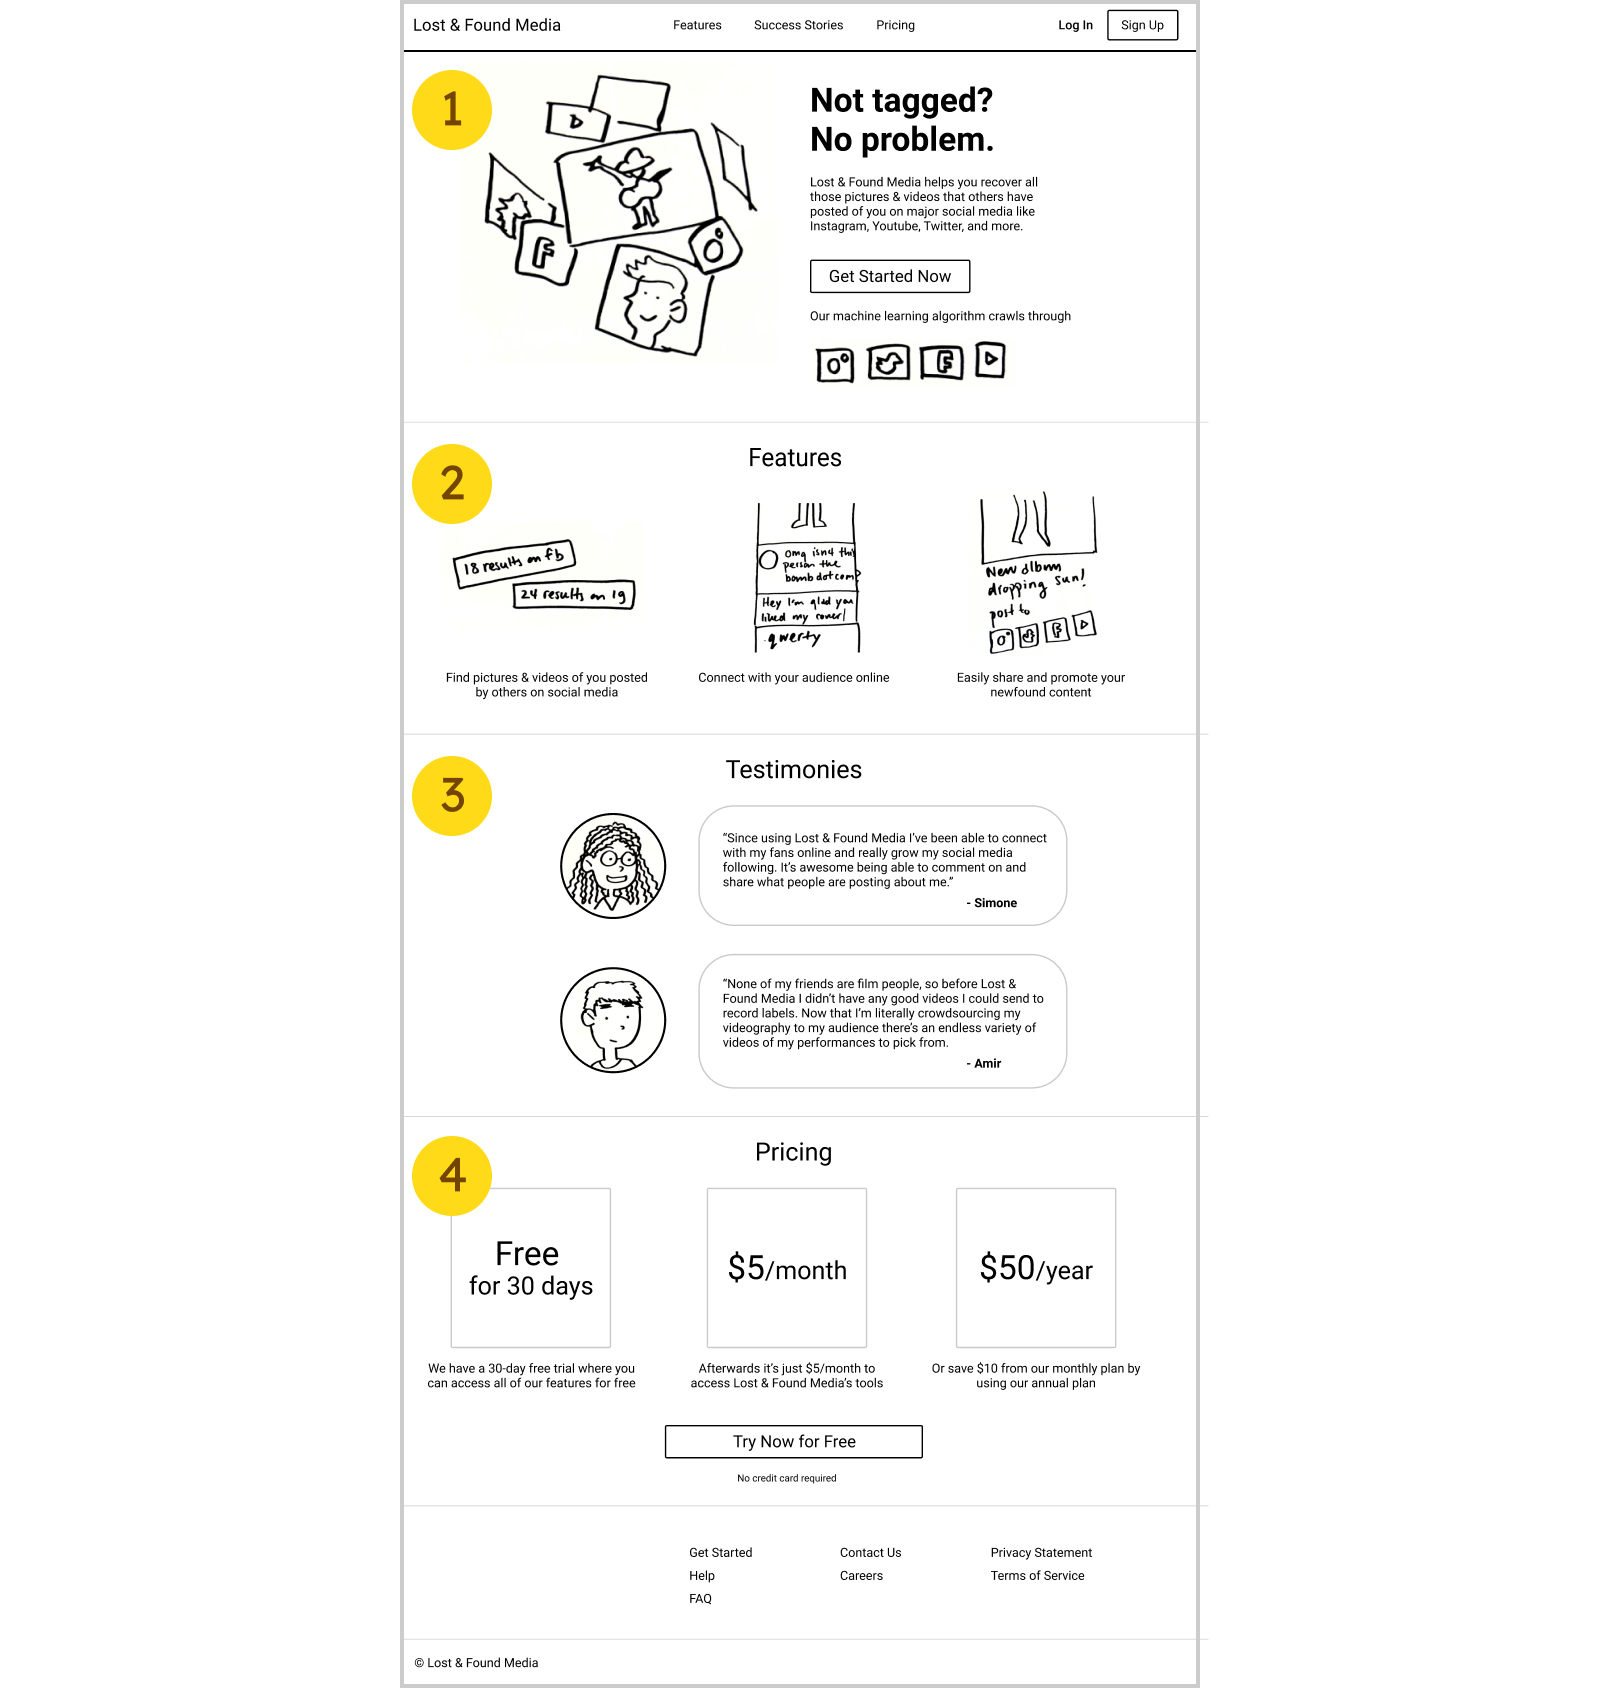 Lost & Found Media
Features
Success Stories
Pricing
Log In
Sign Up
1
D
F
O
Not tagged?
No problem.
Lost & Found Media helps you recover all
those pictures & videos that others have
posted of you on major social media like
Instagram, Youtube, Twitter, and more.
Get Started Now
Our machine learning algorithm crawls through
F
2
Features
18 results on fb
24 results on ig
omg isnt this
person the
bombdotcom?
Hey I'm glad you
liked my cover!
qwerty
New album
dropping sun!
post to
F
Find pictures & videos of you posted
by others on social media
Connect with your audience online
Easily share and promote your
newfound content
3
Testimonies
“Since using Lost & Found Media I’ve been able to connect
with my fans online and really grow my social media
following. It’s awesome being able to comment on and
share what people are posting about me.”
- Simone
“None of my friends are film people, so before Lost &
Found Media I didn’t have any good videos I could send to
record labels. Now that I’m literally crowdsourcing my
videography to my audience there’s an endless variety of
videos of my performances to pick from.
- Amir
4
Pricing
Free
for 30 days
$5/month
$50/year
We have a 30-day free trial where you
can access all of our features for free
Afterwards it’s just $5/month to
access Lost & Found Media’s tools
Or save $10 from our monthly plan by
using our annual plan
Try Now for Free
No credit card required
Get Started
Help
FAQ
Contact Us
Careers
Privacy Statement
Terms of Service
© Lost & Found Media